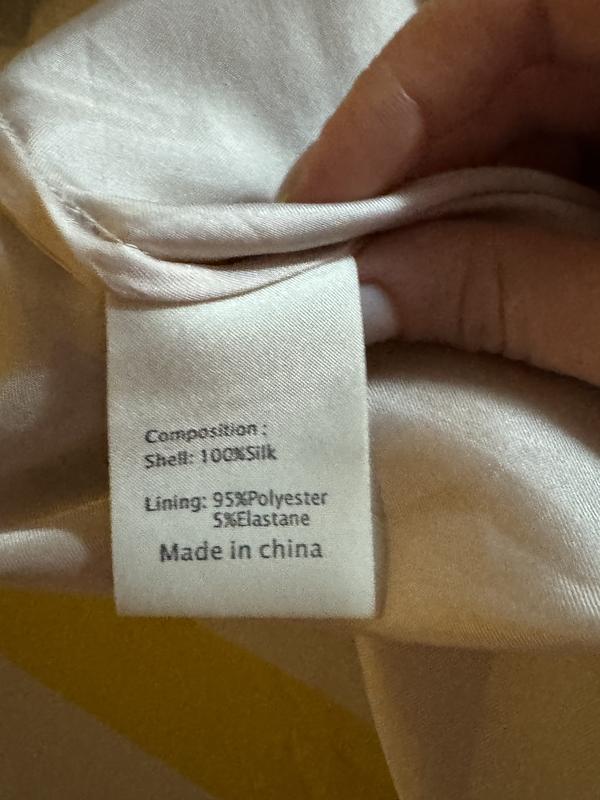 Composition :
Shell: 100%Silk
Lining: 95%Polyester
5%Elastane
Made in china